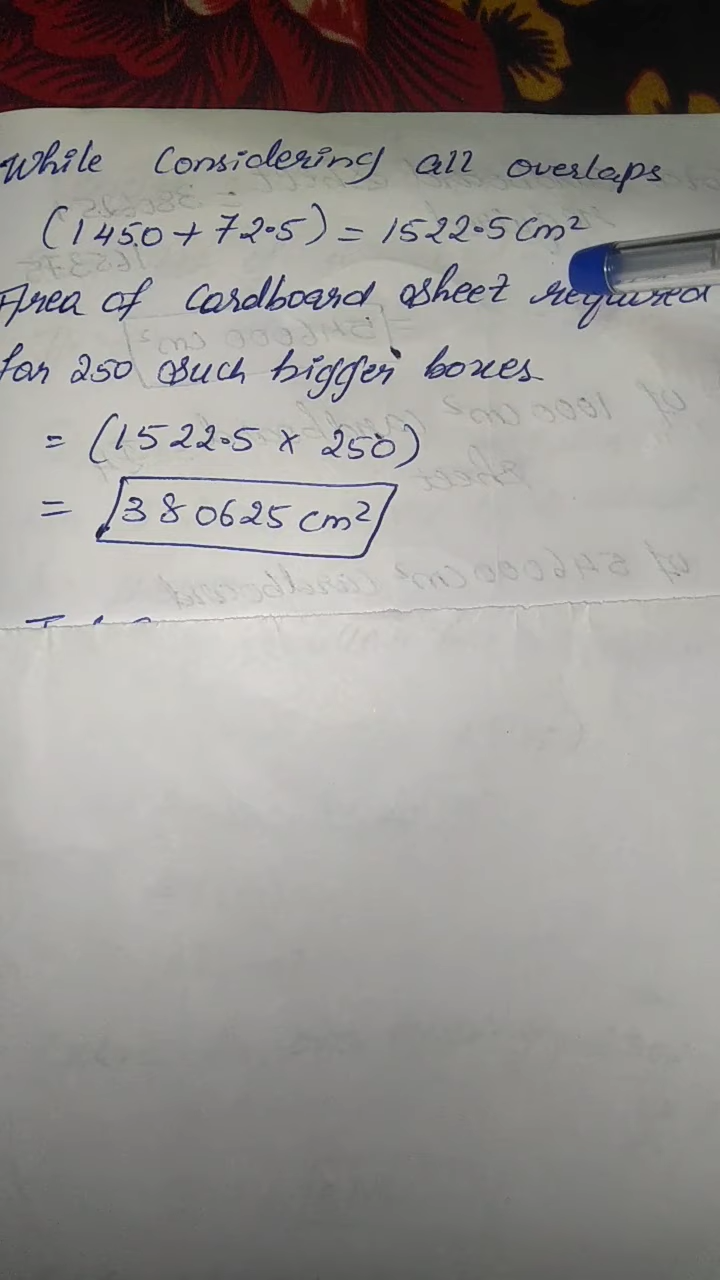 While Considering all overlaps
(1450 + 72.5) = 1522.5 cm²
Area of cardboard sheet required
for 250 such bigger boxes
= (1522.5 x 250)
= 380625 cm²